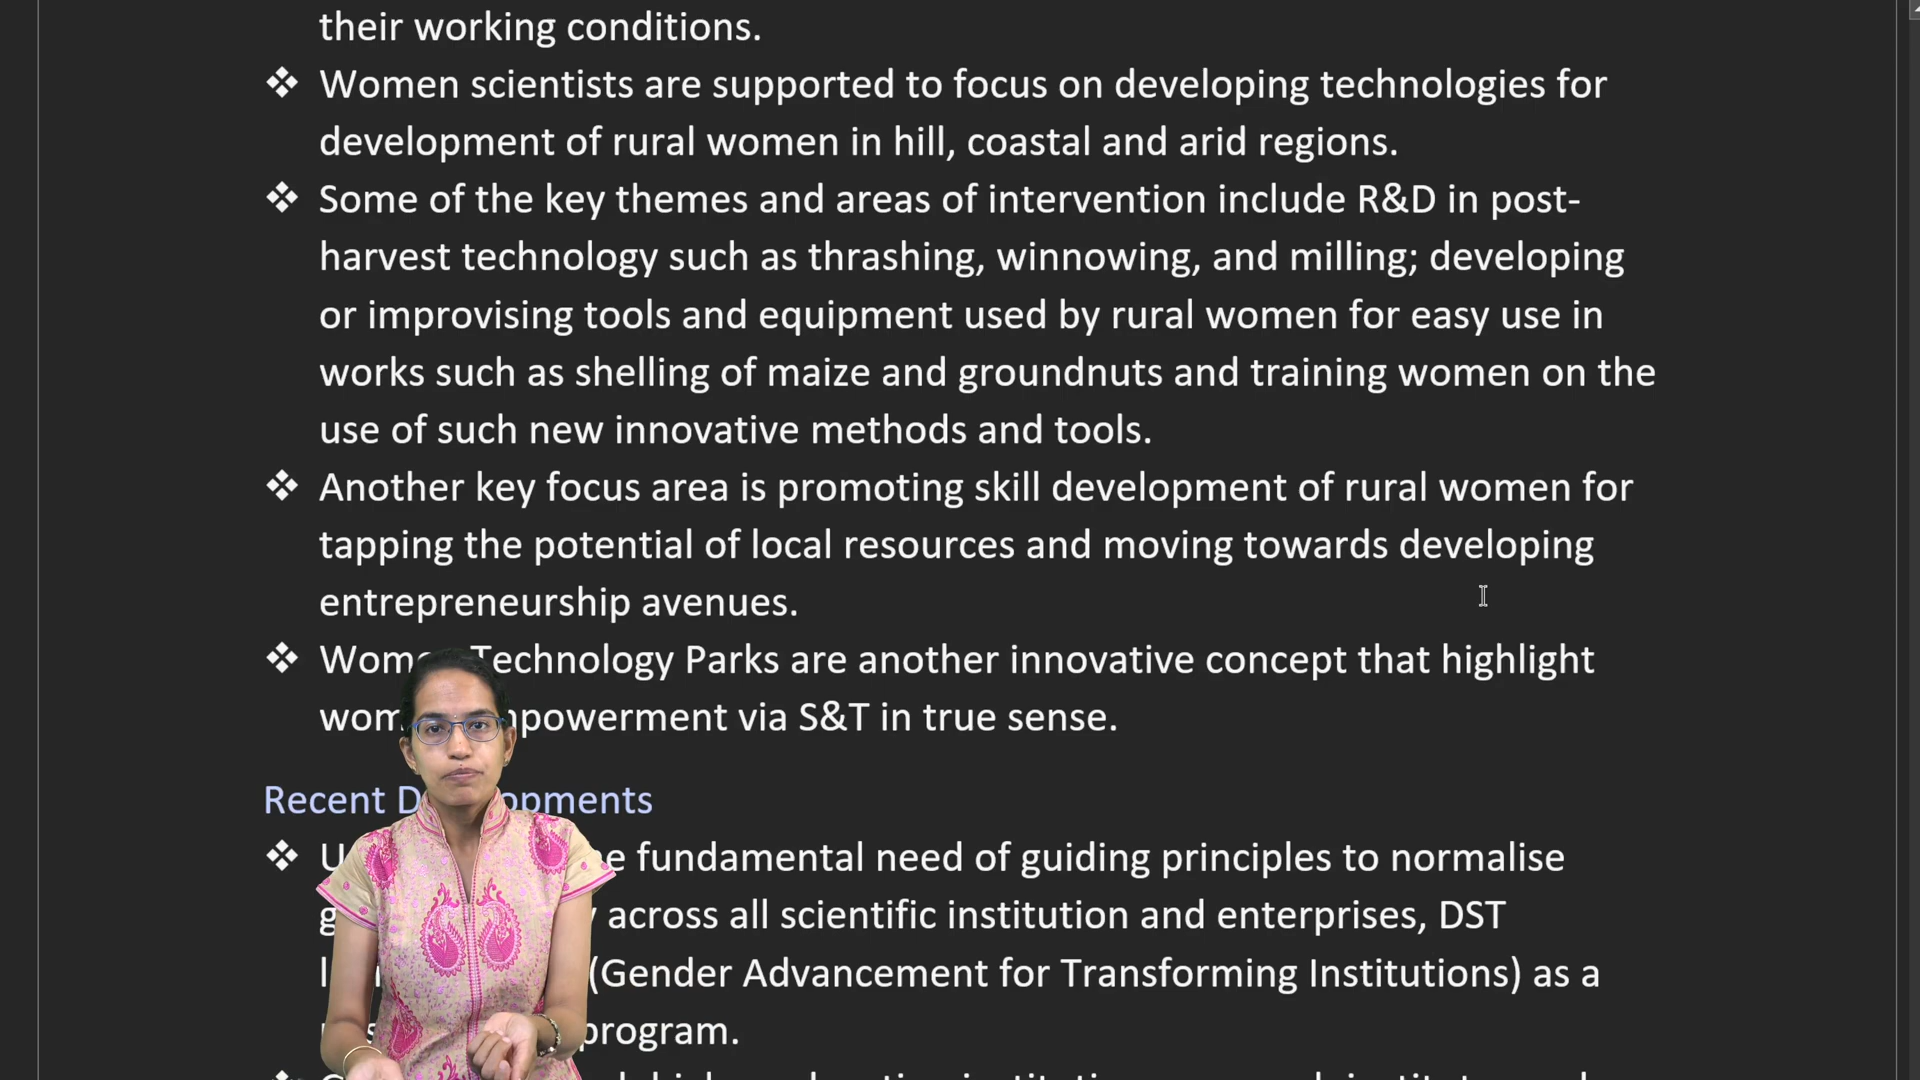 their working conditions.
❖ Women scientists are supported to focus on developing technologies for
development of rural women in hill, coastal and arid regions.
❖ Some of the key themes and areas of intervention include R&D in post-
harvest technology such as thrashing, winnowing, and milling; developing
or improvising tools and equipment used by rural women for easy use in
works such as shelling of maize and groundnuts and training women on the
use of such new innovative methods and tools.
❖ Another key focus area is promoting skill development of rural women for
tapping the potential of local resources and moving towards developing
entrepreneurship avenues.
❖ Technology Parks are another innovative concept that highlight
via S&T in true sense.
Recent
❖ fundamental need of guiding principles to normalise
across all scientific institution and enterprises, DST
(Gender Advancement for Transforming Institutions) as a
program.